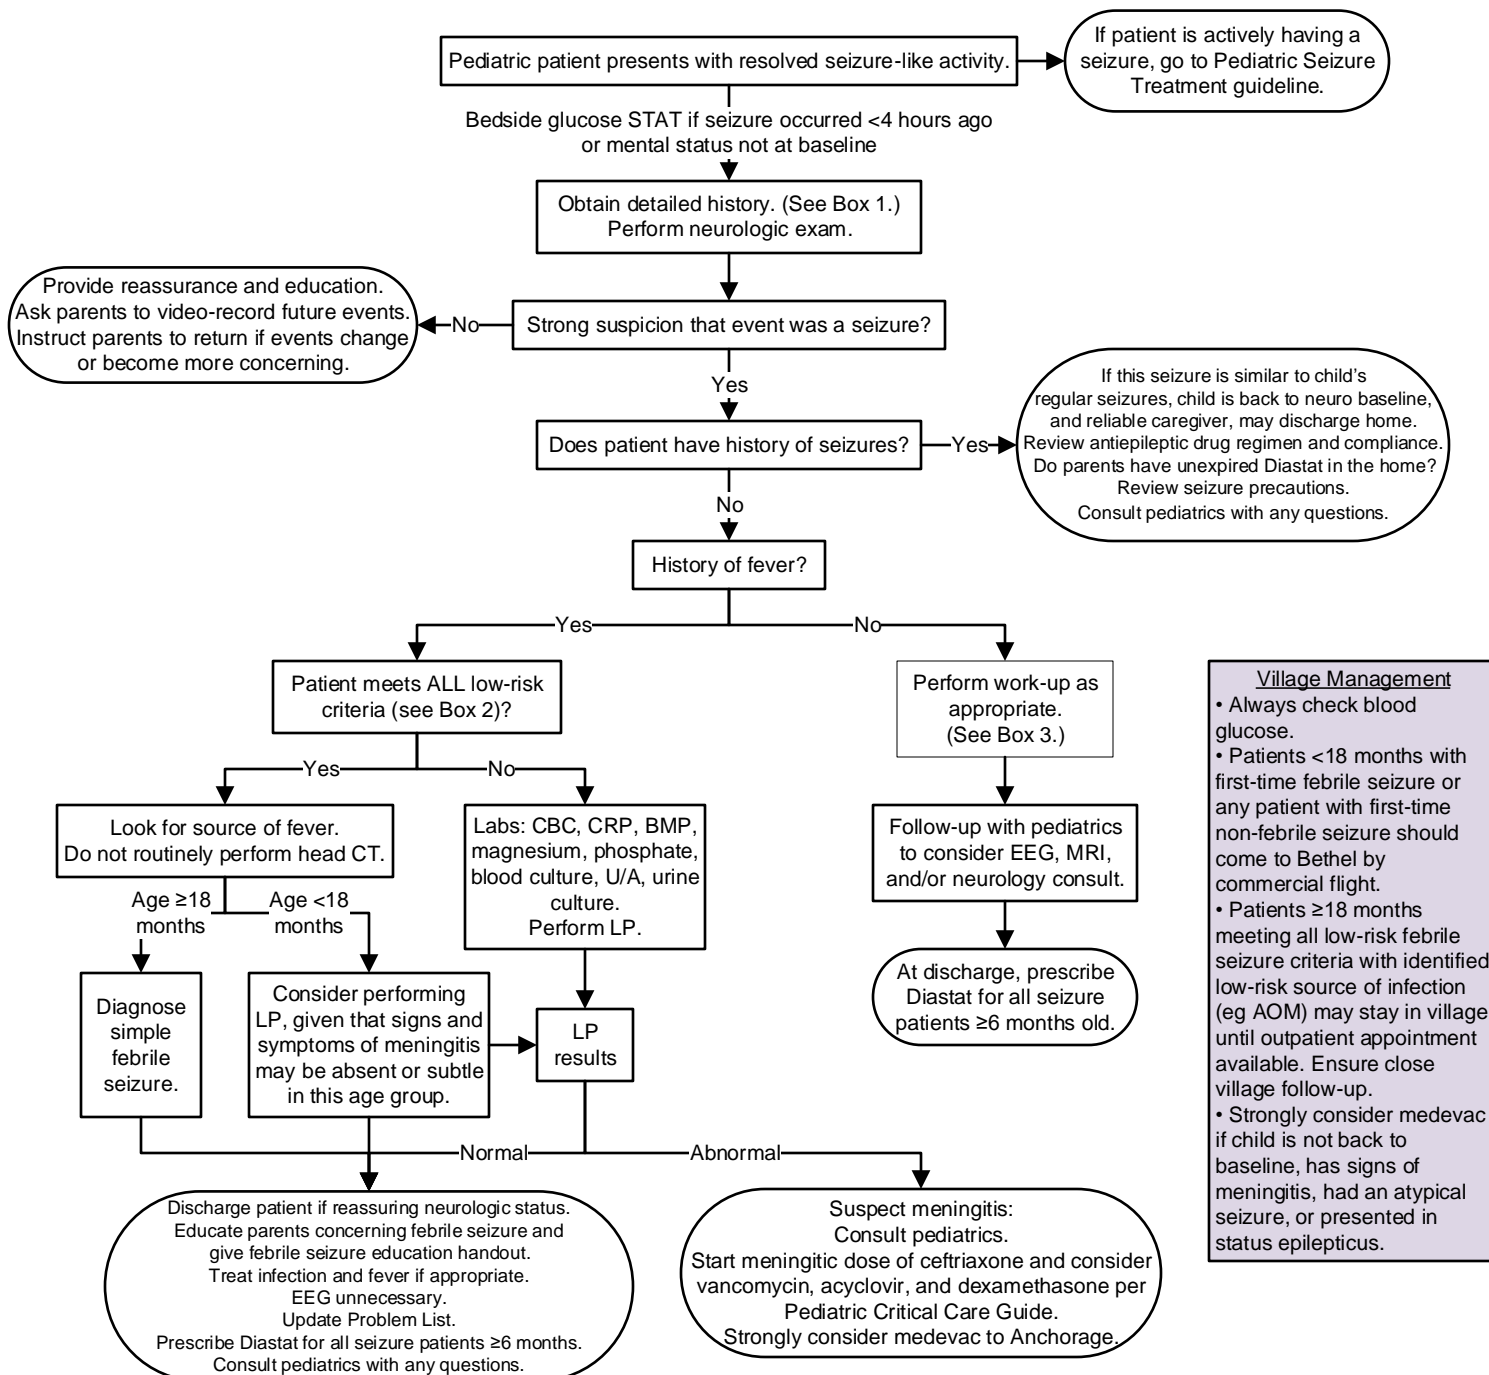 Pediatric patient presents with resolved seizure-like activity.
If patient is actively having a
seizure, go to Pediatric Seizure
Treatment guideline.
Bedside glucose STAT if seizure occurred <4 hours ago
or mental status not at baseline
Obtain detailed history. (See Box 1.)
Perform neurologic exam.
Provide reassurance and education.
Ask parents to video-record future events.
Instruct parents to return if events change
or become more concerning.
No
Strong suspicion that event was a seizure?
Yes
Does patient have history of seizures?
Yes
If this seizure is similar to child's
regular seizures, child is back to neuro baseline,
and reliable caregiver, may discharge home.
Review antiepileptic drug regimen and compliance.
Do parents have unexpired Diastat in the home?
Review seizure precautions.
Consult pediatrics with any questions.
No
History of fever?
Yes
No
Patient meets ALL low-risk
criteria (see Box 2)?
Perform work-up as
appropriate.
(See Box 3.)
Yes
No
Look for source of fever.
Do not routinely perform head CT.
Labs: CBC, CRP, BMP,
magnesium, phosphate,
blood culture, U/A, urine
culture.
Perform LP.
Follow-up with pediatrics
to consider EEG, MRI,
and/or neurology consult.
Age ≥18
months
Age <18
months
Diagnose
simple
febrile
seizure.
Consider performing
LP, given that signs and
symptoms of meningitis
may be absent or subtle
in this age group.
LP
results
At discharge, prescribe
Diastat for all seizure
patients ≥6 months old.
Normal
Abnormal
Discharge patient if reassuring neurologic status.
Educate parents concerning febrile seizure and
give febrile seizure education handout.
Treat infection and fever if appropriate.
EEG unnecessary.
Update Problem List.
Prescribe Diastat for all seizure patients ≥6 months.
Consult pediatrics with any questions.
Suspect meningitis:
Consult pediatrics.
Start meningitic dose of ceftriaxone and consider
vancomycin, acyclovir, and dexamethasone per
Pediatric Critical Care Guide.
Strongly consider medevac to Anchorage.
Village Management
• Always check blood
glucose.
• Patients <18 months with
first-time febrile seizure or
any patient with first-time
non-febrile seizure should
come to Bethel by
commercial flight.
• Patients ≥18 months
meeting all low-risk febrile
seizure criteria with identified
low-risk source of infection
(eg AOM) may stay in village
until outpatient appointment
available. Ensure close
village follow-up.
• Strongly consider medevac
if child is not back to
baseline, has signs of
meningitis, had an atypical
seizure, or presented in
status epilepticus.